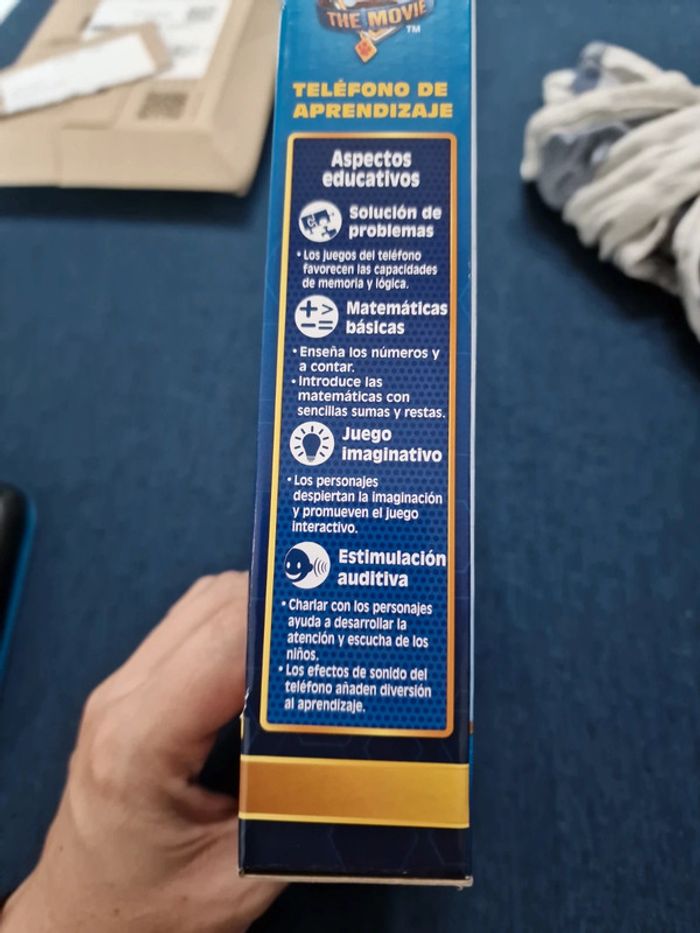 THE MOVIE
TM
TELÉFONO DE
APRENDIZAJE
Aspectos
educativos
Solución de
problemas
• Los juegos del teléfono
favorecen las capacidades
de memoria y lógica.
Matemáticas
básicas
• Enseña los números y
a contar.
• Introduce las
matemáticas con
sencillas sumas y restas.
Juego
imaginativo
• Los personajes
despiertan la imaginación
y promueven el juego
interactivo.
Estimulación
auditiva
• Charlar con los personajes
ayuda a desarrollar la
atención y escucha de los
niños.
• Los efectos de sonido del
teléfono añaden diversión
al aprendizaje.